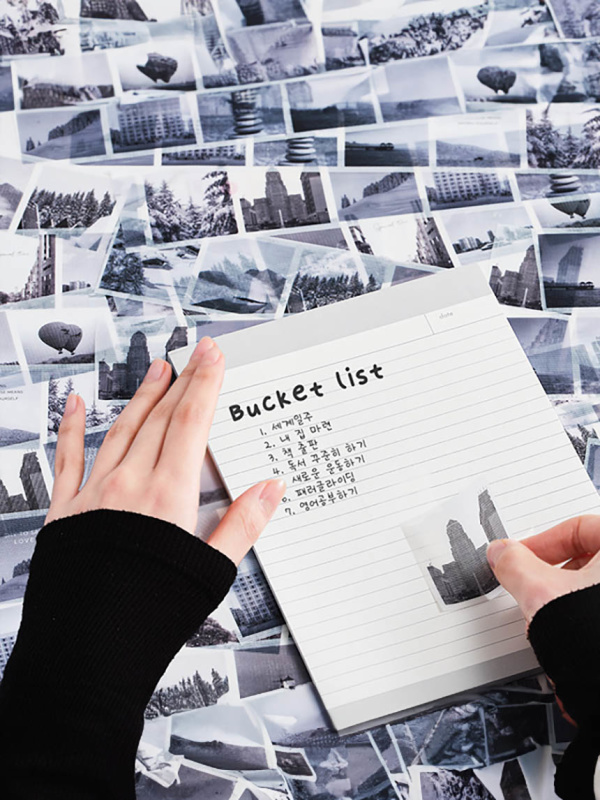 date
Bucket list
1. 세계일주
2. 내 집 마련
3. 책 출판
4. 독서 꾸준히 하기
새로운 운동하기
6. 패러글라이딩
7. 영어공부하기
LOVE